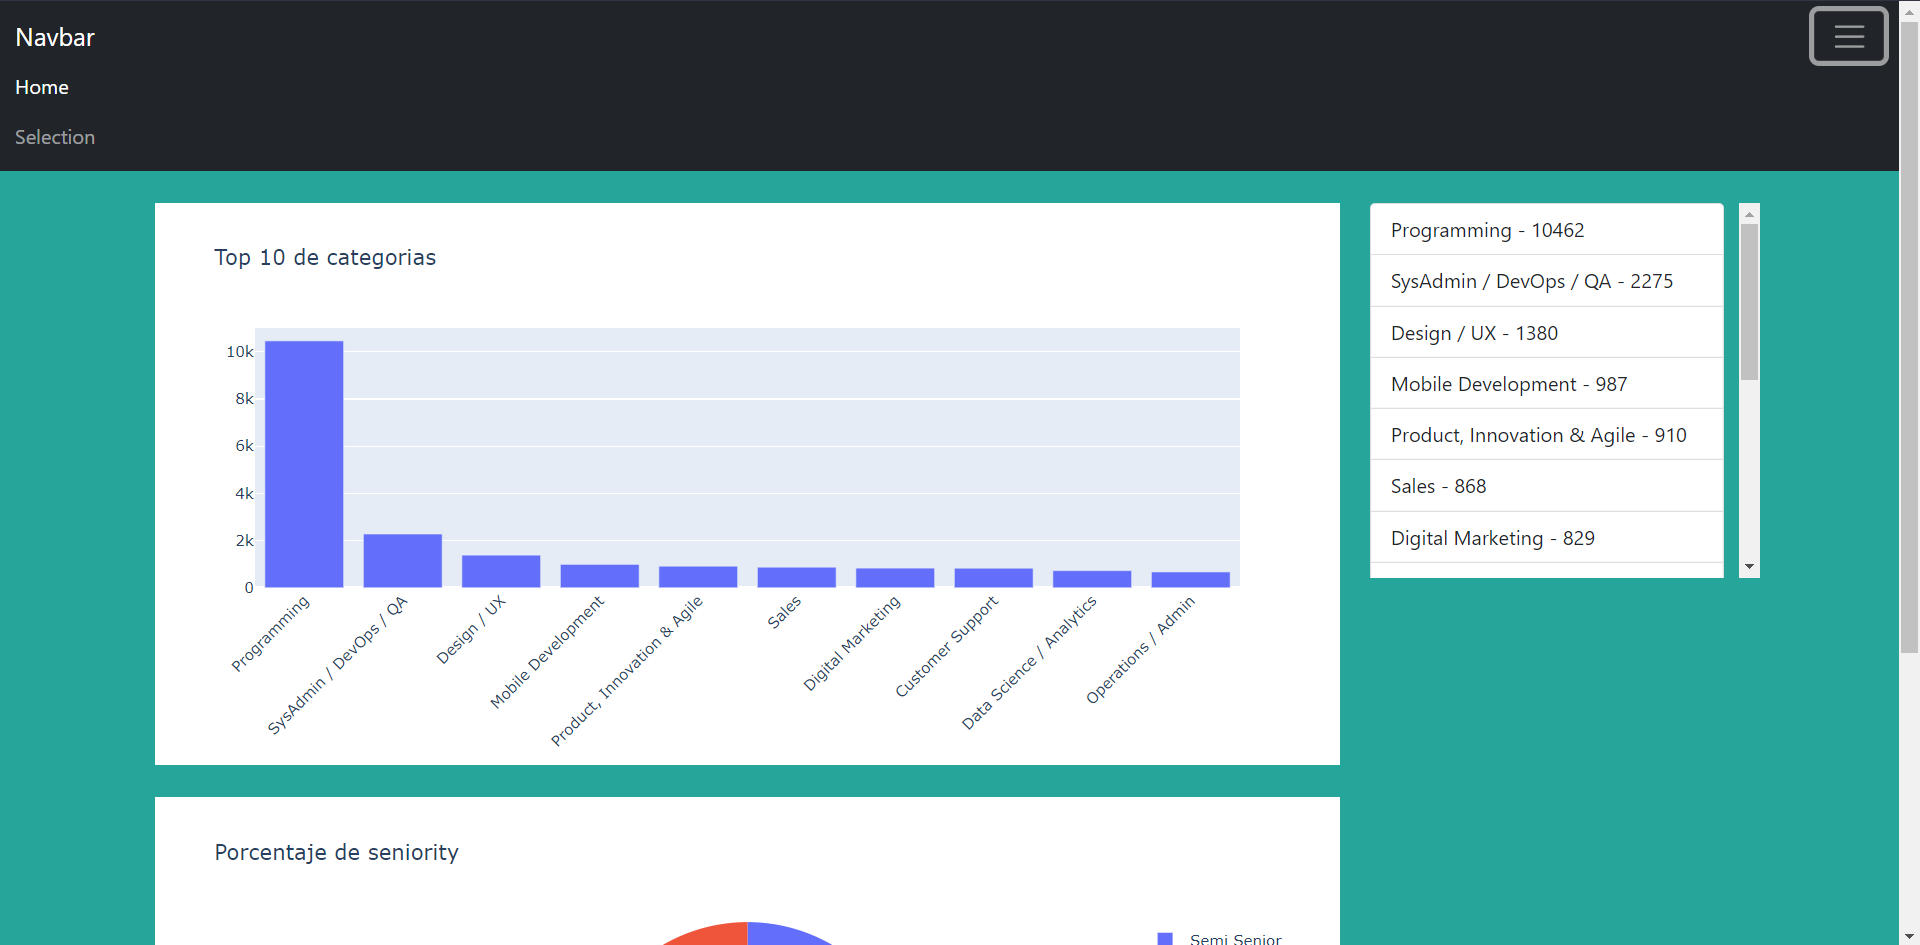 Navbar
Home
Selection
Top 10 de categorias
10k
8k
6k
4k
2k
0
Programming
SysAdmin / DevOps / QA
Design / UX
Mobile Development
Product, Innovation & Agile
Sales
Digital Marketing
Customer Support
Data Science / Analytics
Operations / Admin
Programming - 10462
SysAdmin / DevOps / QA - 2275
Design / UX - 1380
Mobile Development - 987
Product, Innovation & Agile - 910
Sales - 868
Digital Marketing - 829
Porcentaje de seniority
Semi Senior